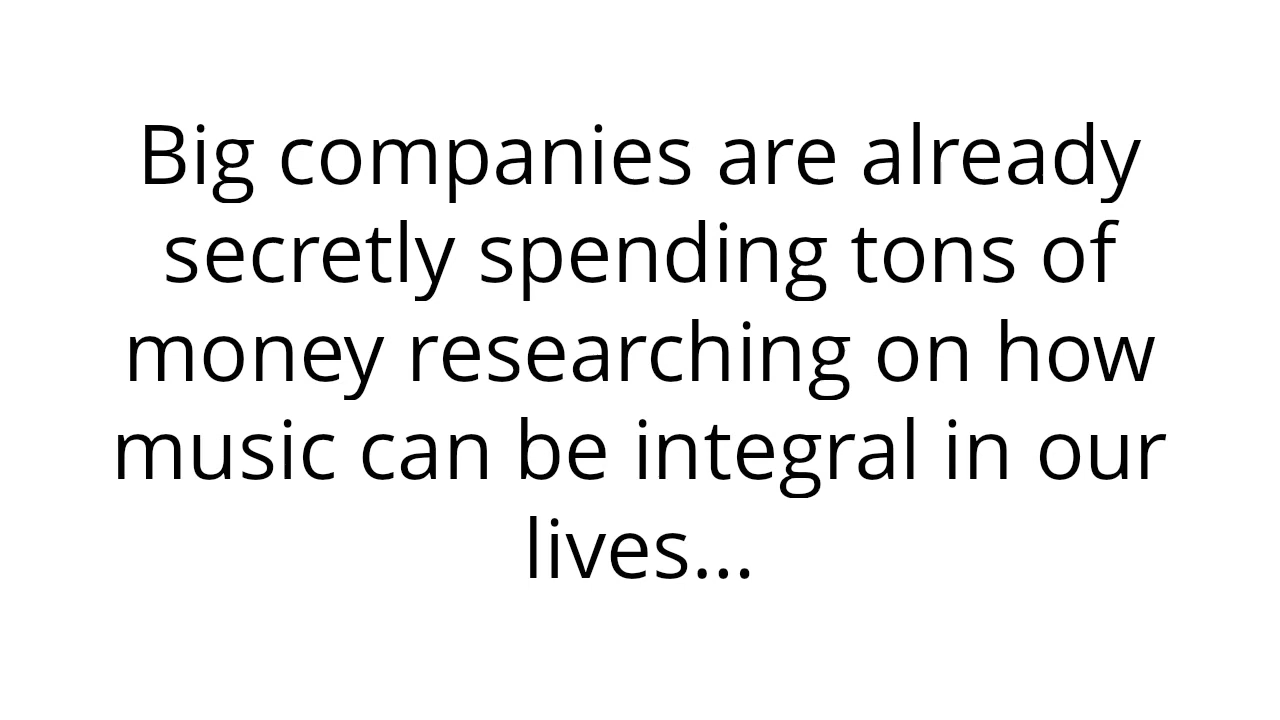 Big companies are already
secretly spending tons of
money researching on how
music can be integral in our
lives...